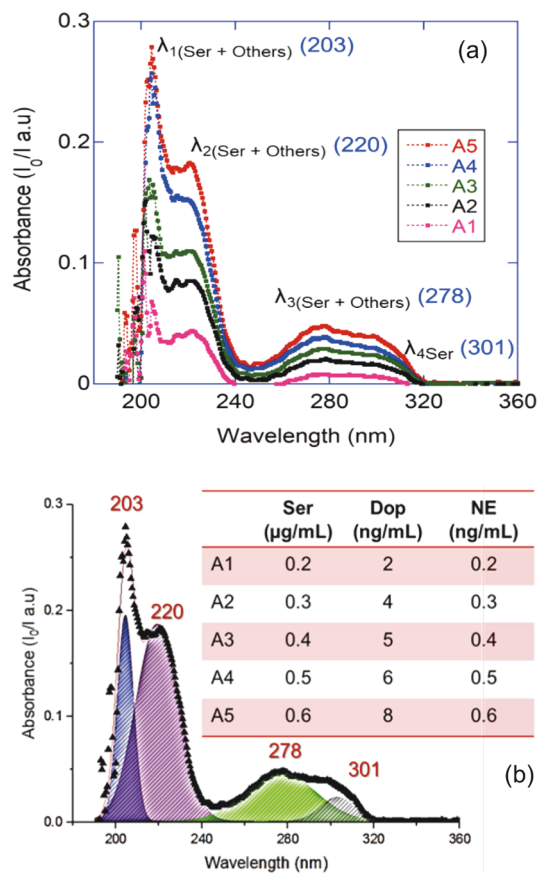 (a)
λ1(Ser + Others) (203)
0.3
λ2(Ser + Others) (220)
0.2
A5
A4
A3
A2
A1
Absorbance (I0/I a.u)
0.1
λ3(Ser + Others) (278)
λ4Ser (301)
0
200 240 280 320 360
Wavelength (nm)
0.3
203
Ser (µg/mL) Dop (ng/mL) NE (ng/mL)
A1 0.2 2 0.2
A2 0.3 4 0.3
A3 0.4 5 0.4
A4 0.5 6 0.5
A5 0.6 8 0.6
220
0.2
Absorbance (I0/I a.u)
0.1
278
301
(b)
0.0
200 240 280 320 360
Wavelength (nm)